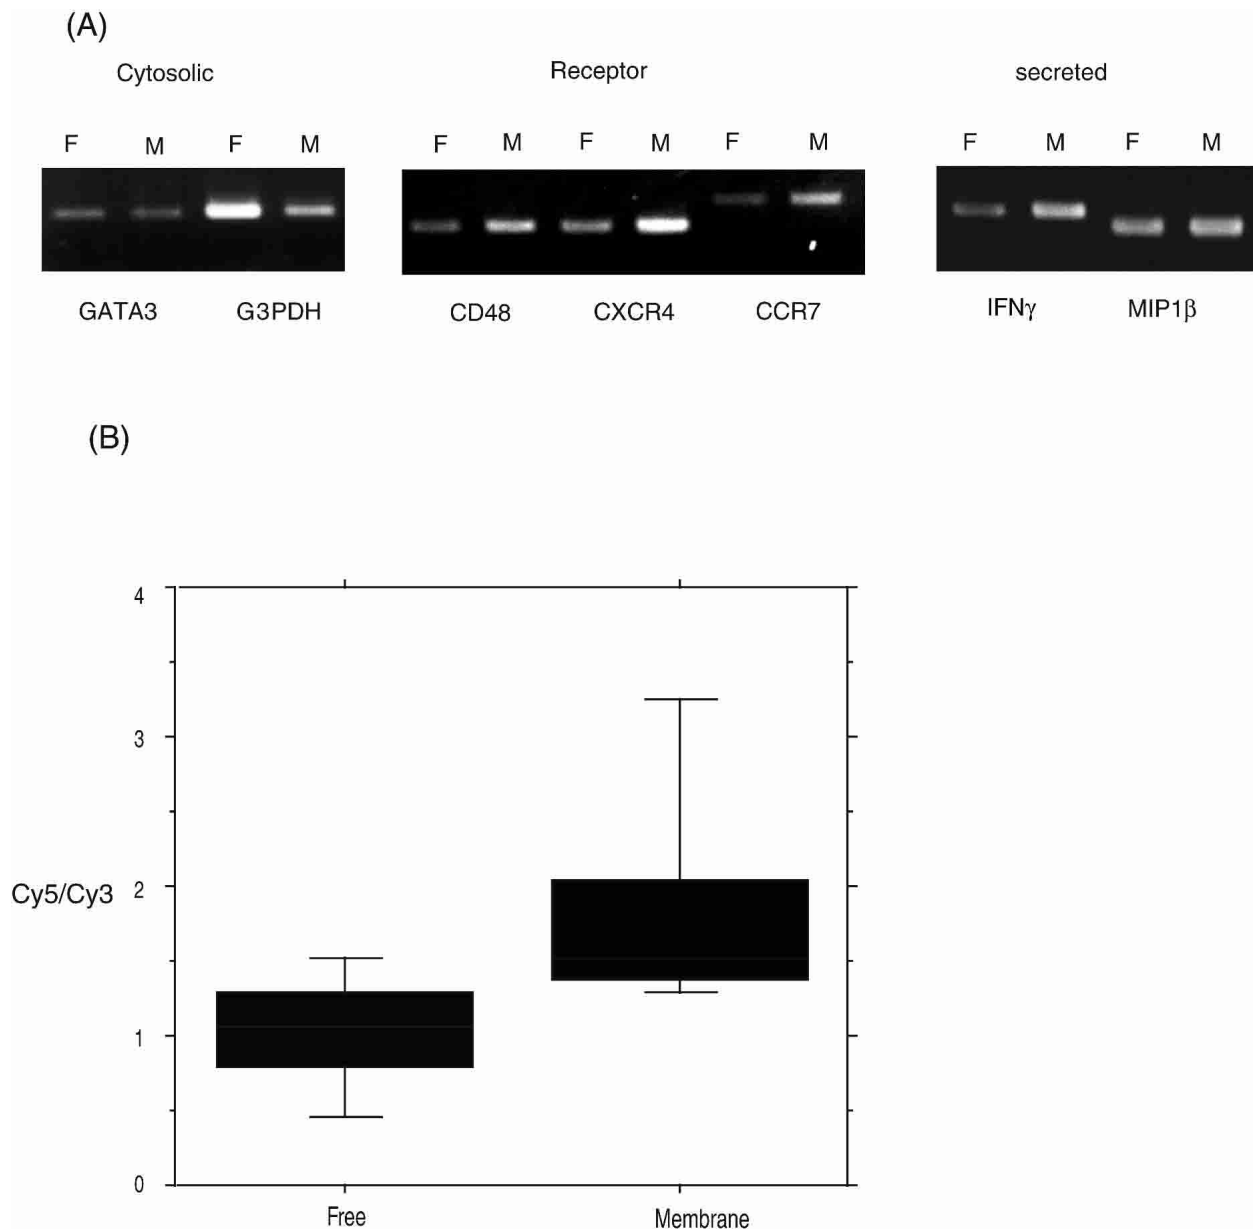 (A)
Cytosolic Receptor secreted
F M F M F M F M F M F M F M
GATA3 G3PDH CD48 CXCR4 CCR7 IFNγ MIP1β
(B)
4
3
Cy5/Cy3 2
1
0
Free Membrane